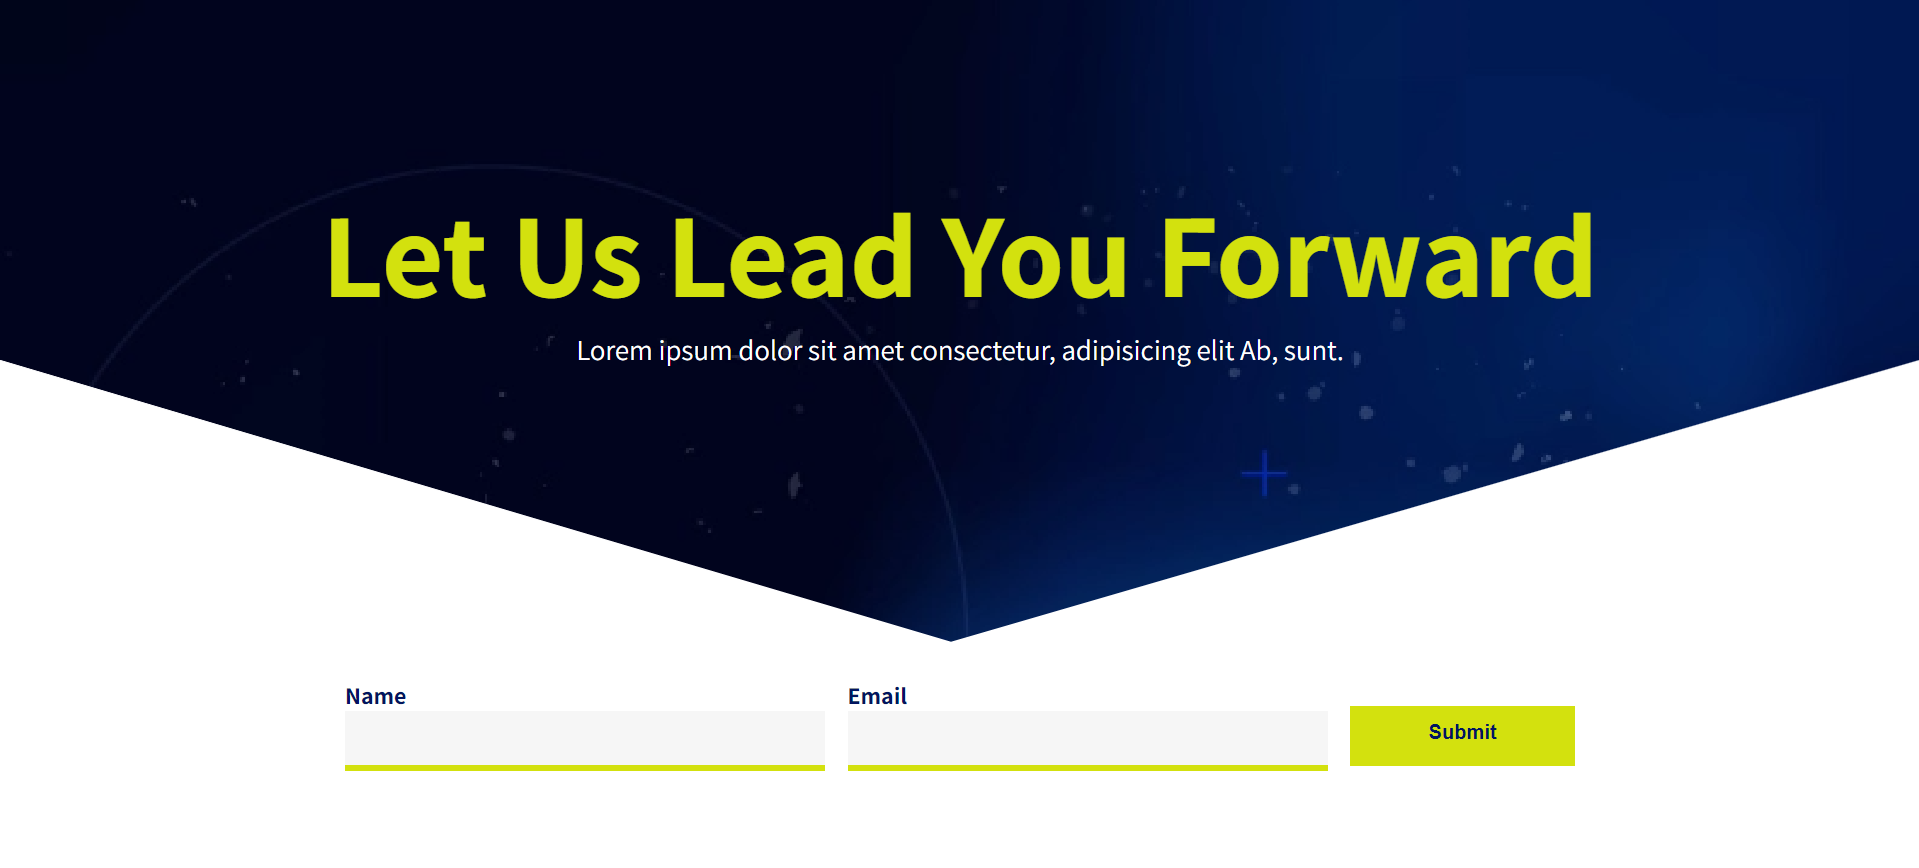 Let Us Lead You Forward
Lorem ipsum dolor sit amet consectetur, adipisicing elit Ab, sunt.
Name
Email
Submit